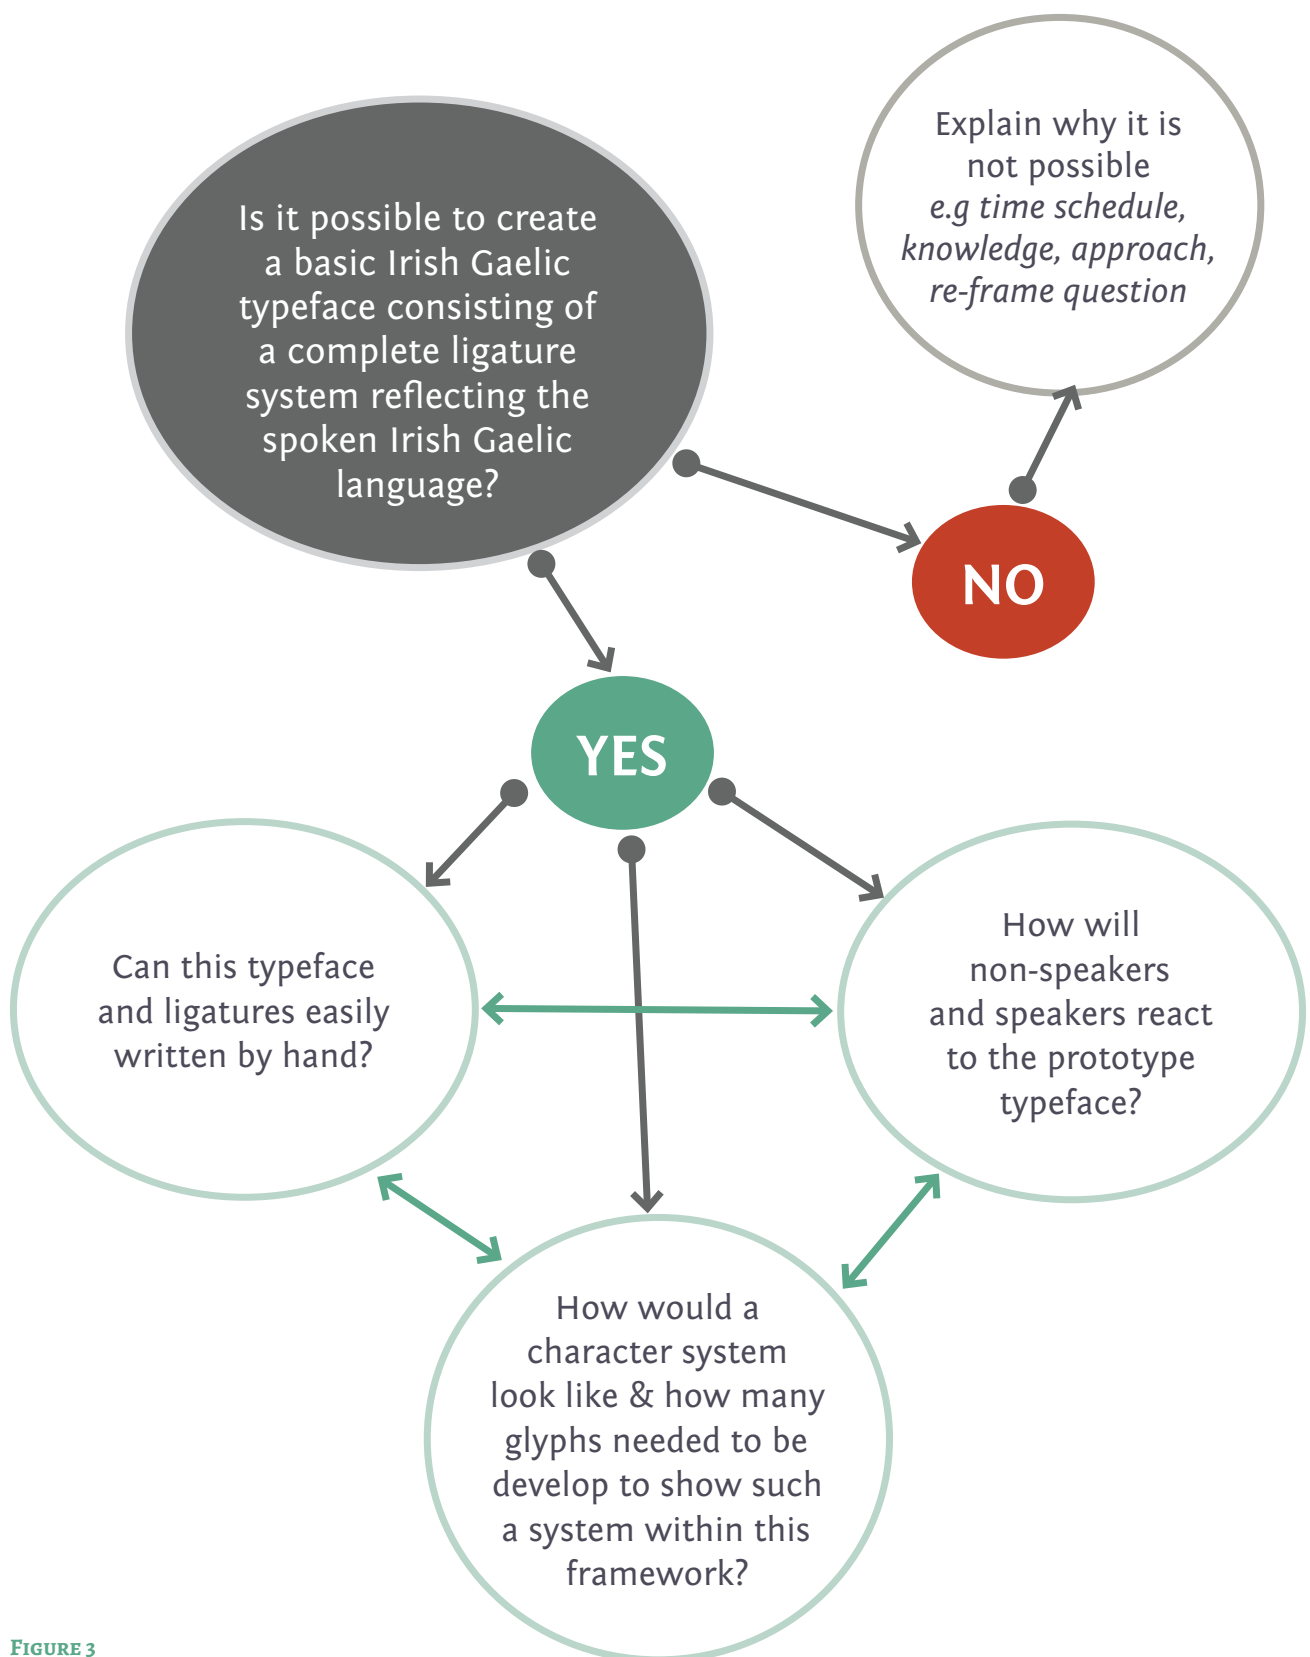 Is it possible to create
a basic Irish Gaelic
typeface consisting of
a complete ligature
system reflecting the
spoken Irish Gaelic
language?
Explain why it is
not possible
e.g time schedule,
knowledge, approach,
re-frame question
NO
YES
Can this typeface
and ligatures easily
written by hand?
How will
non-speakers
and speakers react
to the prototype
typeface?
How would a
character system
look like & how many
glyphs needed to be
develop to show such
a system within this
framework?
FIGURE 3